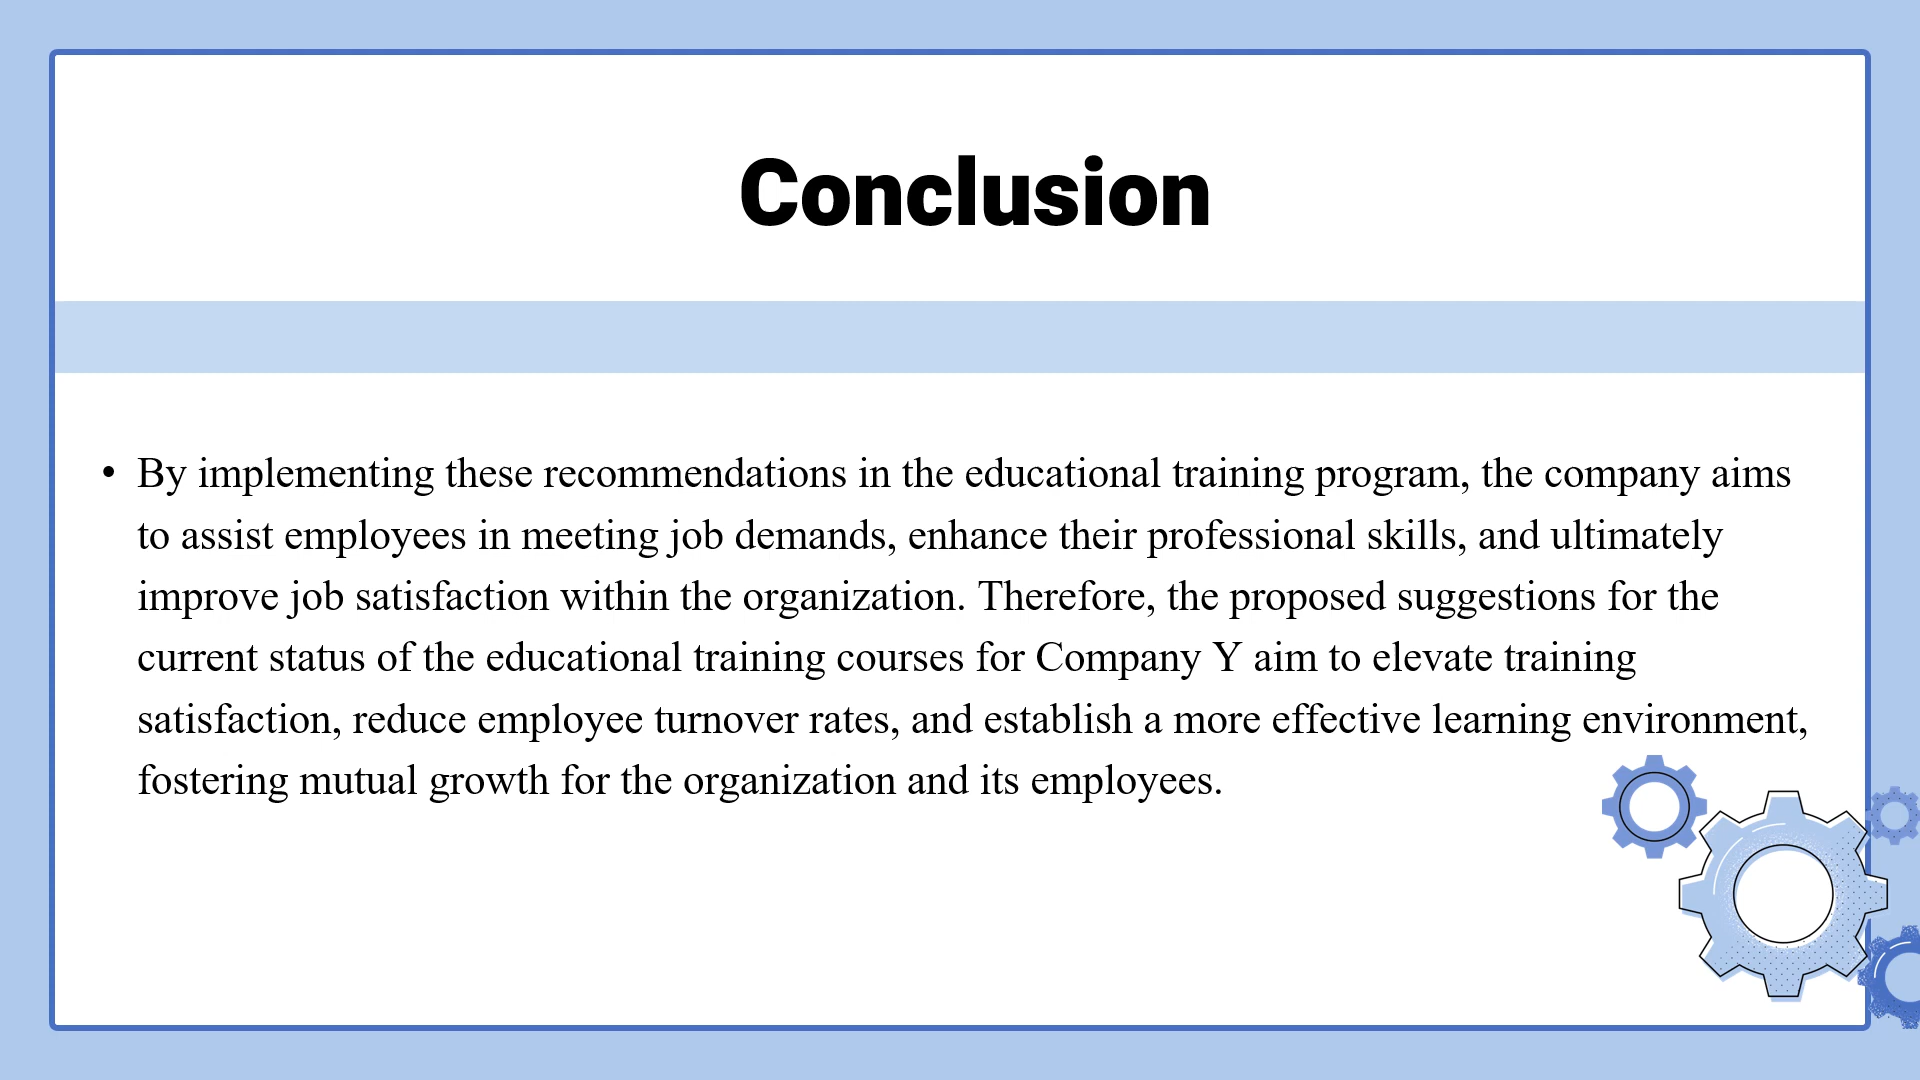 Conclusion
• By implementing these recommendations in the educational training program, the company aims
to assist employees in meeting job demands, enhance their professional skills, and ultimately
improve job satisfaction within the organization. Therefore, the proposed suggestions for the
current status of the educational training courses for Company Y aim to elevate training
satisfaction, reduce employee turnover rates, and establish a more effective learning environment,
fostering mutual growth for the organization and its employees.